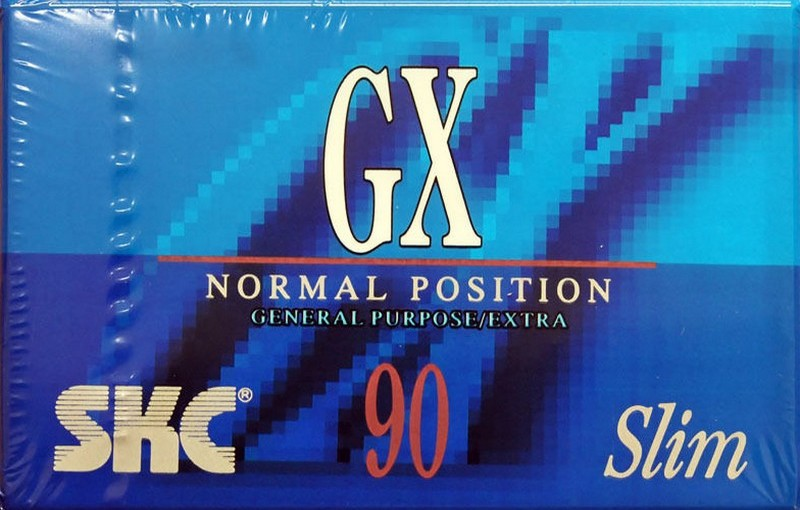 GX
NORMAL POSITION
GENERAL PURPOSE/EXTRA
SKC®
90
Slim